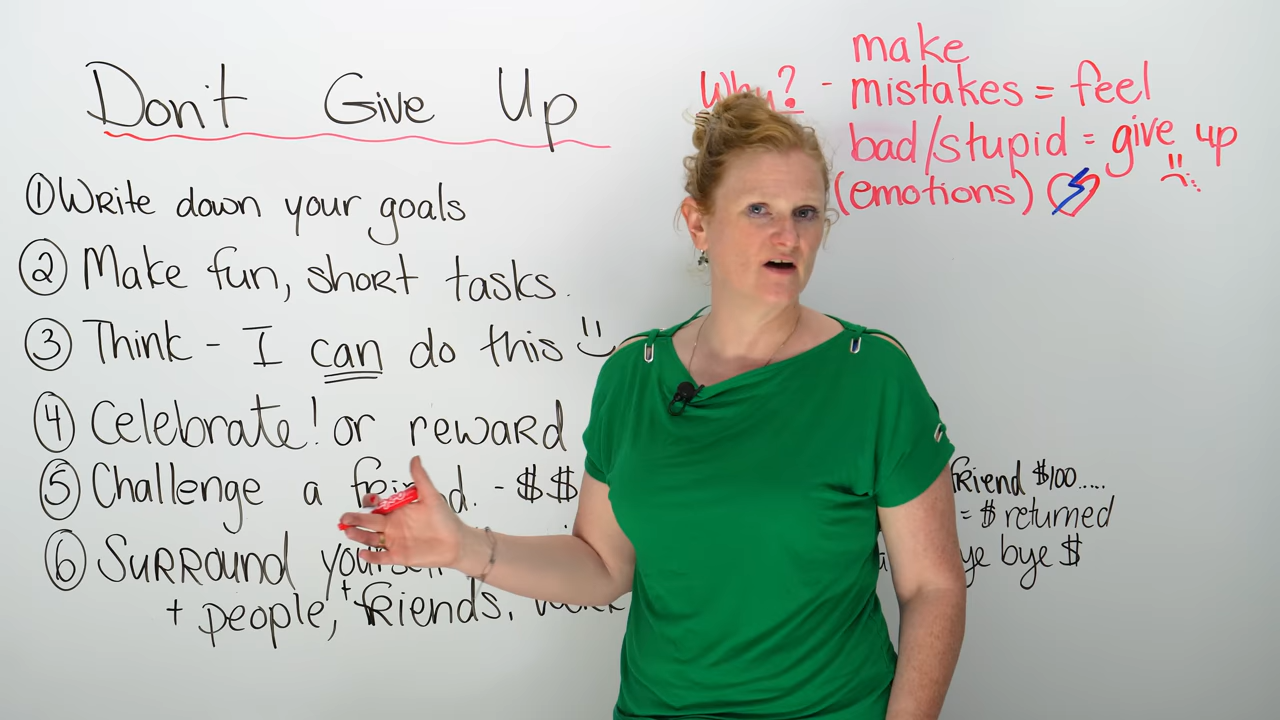 Don't Give Up
① Write down your goals
② Make fun, short tasks.
③ Think - I can do this
④ Celebrate! or reward
⑤ Challenge a friend. - $$
⑥ Surround yourself
+ people, + friends.
Why? - make
mistakes = feel
bad/stupid = give up
(emotions)
friend $100.....
= $ returned
bye bye $